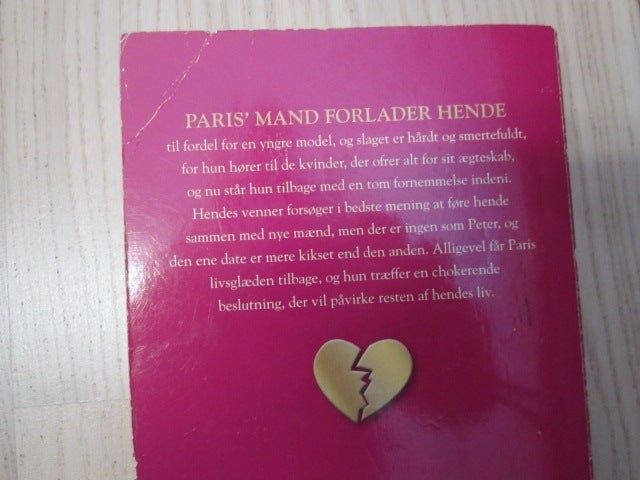 PARIS' MAND FORLADER HENDE
til fordel for en yngre model, og slaget er hårdt og smertefuldt,
for hun hører til de kvinder, der ofrer alt for sit ægteskab,
og nu står hun tilbage med en tom fornemmelse indeni.
Hendes venner forsøger i bedste mening at føre hende
sammen med nye mænd, men der er ingen som Peter, og
den ene date er mere kikset end den anden. Alligevel får Paris
livsglæden tilbage, og hun træffer en chokerende
beslutning, der vil påvirke resten af hendes liv.